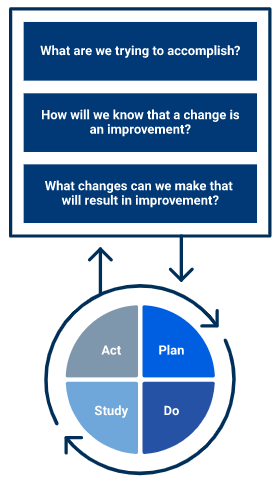 What are we trying to accomplish?
How will we know that a change is
an improvement?
What changes can we make that
will result in improvement?
Act
Plan
Study
Do